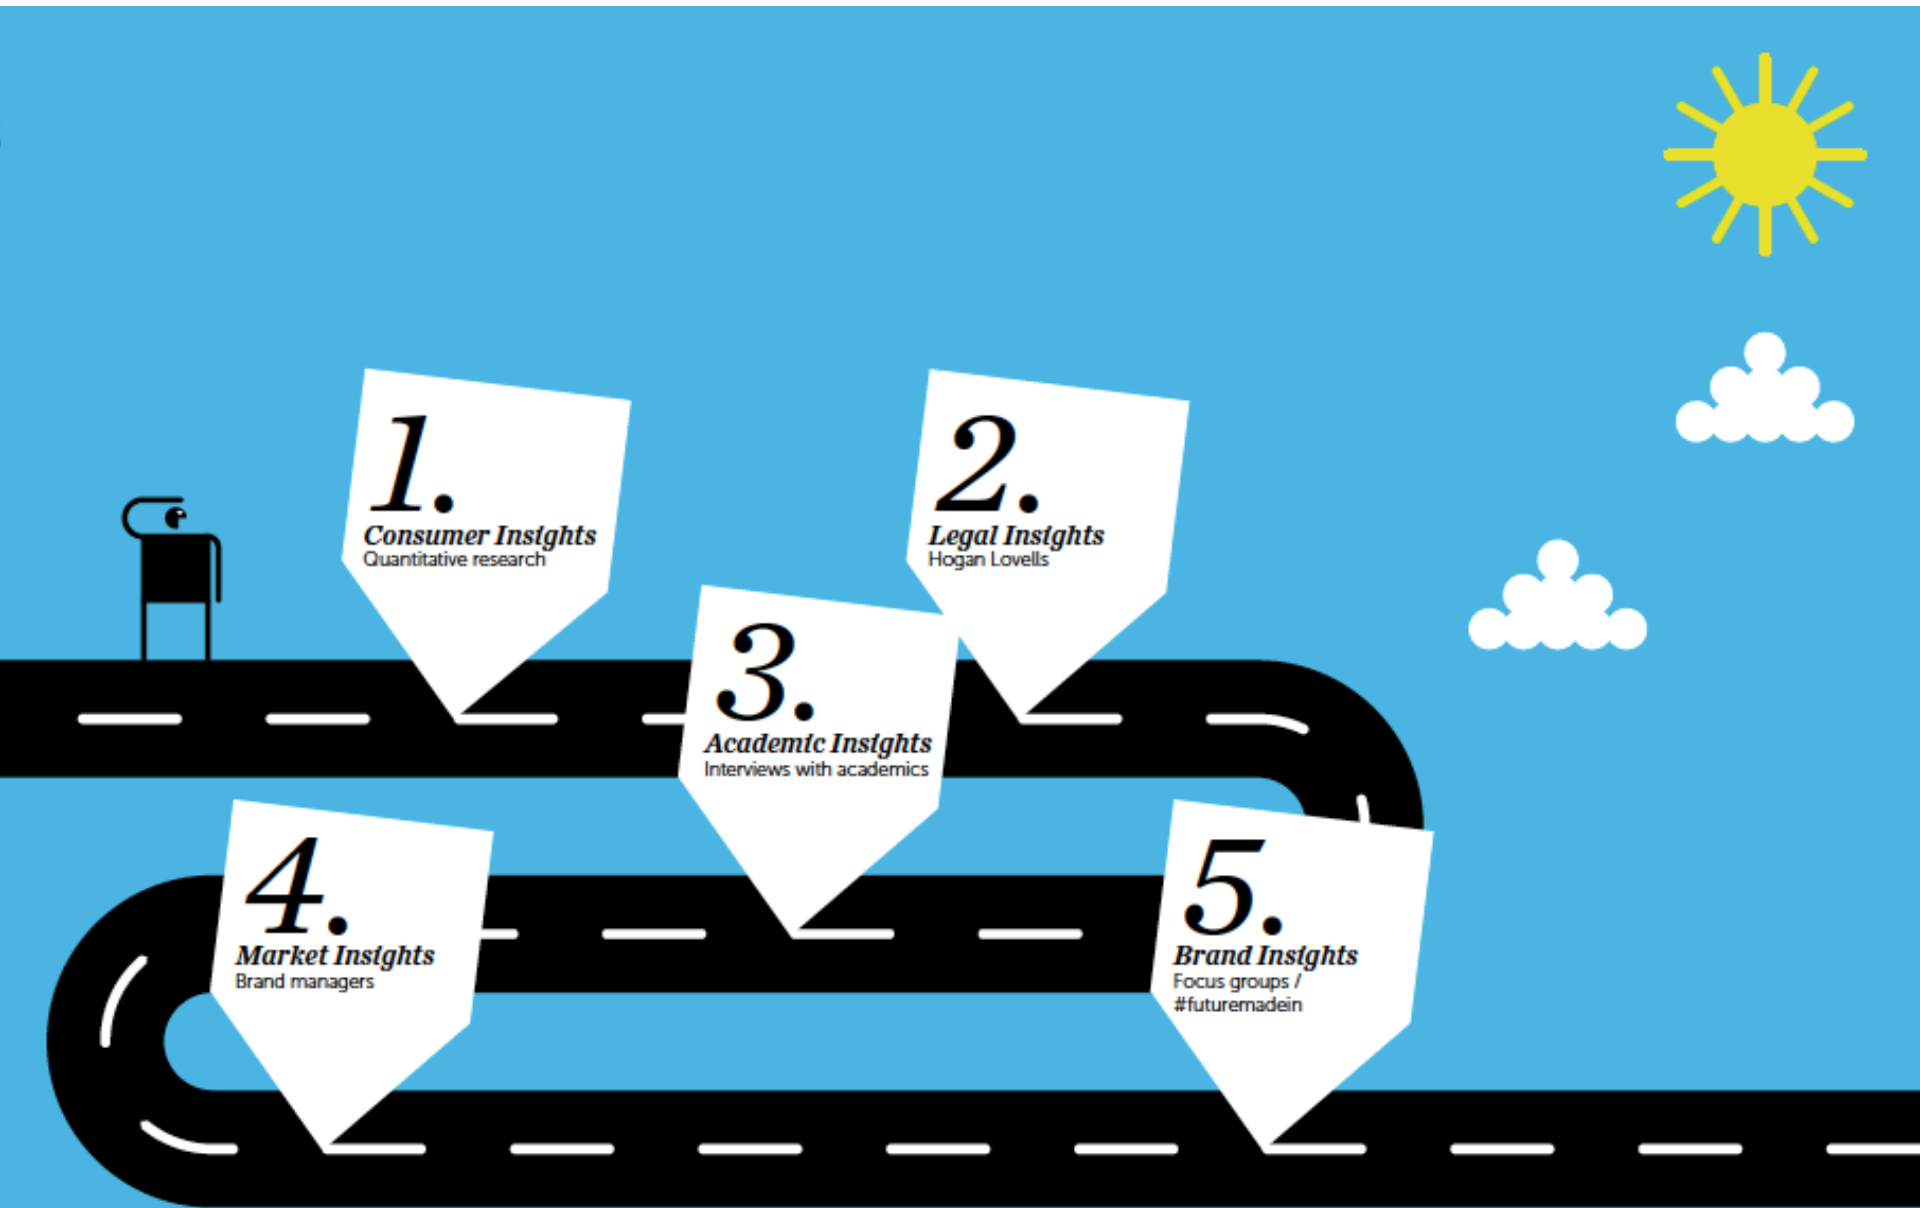 1.
Consumer Insights
Quantitative research
2.
Legal Insights
Hogan Lovells
3.
Academic Insights
Interviews with academics
4.
Market Insights
Brand managers
5.
Brand Insights
Focus groups /
#futuremadein